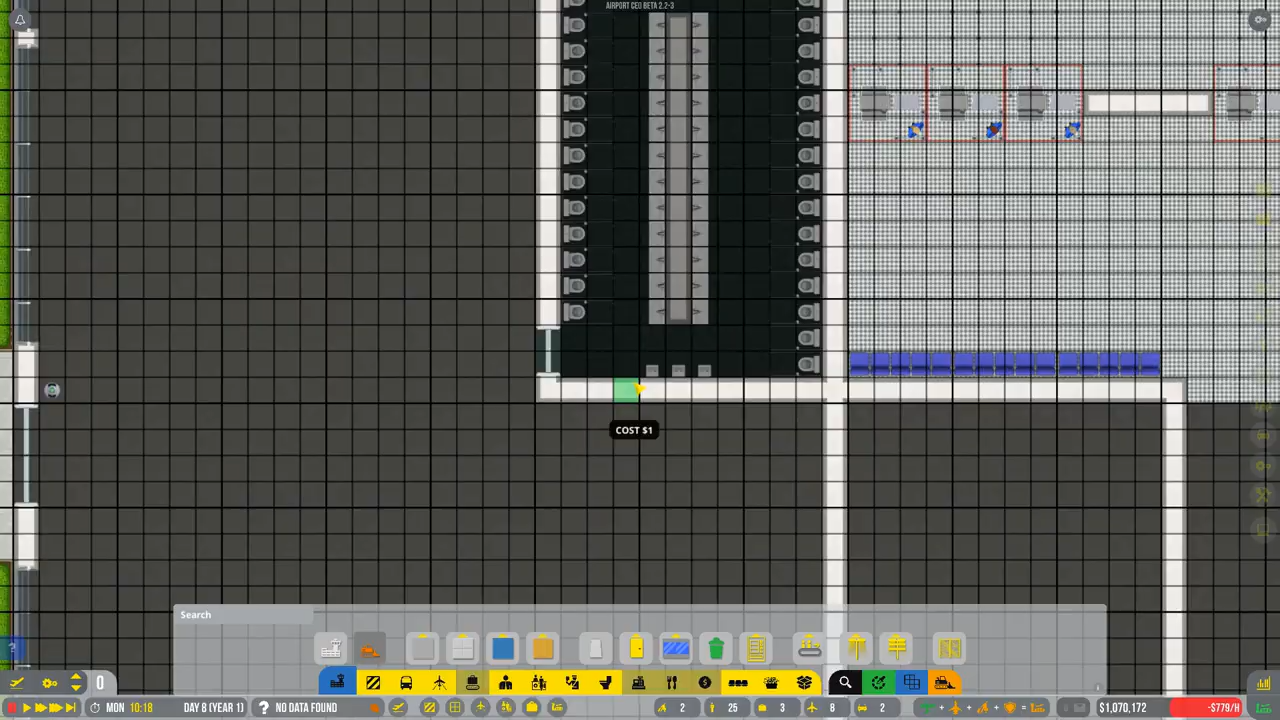 AIRPORT CEO BETA 2.2-3
COST $1
Search
?
0
MON 10:18
DAY 8 (YEAR 1)
? NO DATA FOUND
2
25
3
8
2
$1,070,172
-$779/H